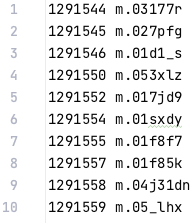 1 1291544 m.03177r
2 1291545 m.027pfg
3 1291546 m.01d1_s
4 1291550 m.053xlz
5 1291552 m.017jd9
6 1291554 m.01sxdy
7 1291555 m.01f8f7
8 1291557 m.01f85k
9 1291558 m.04j31dn
10 1291559 m.05_lhx